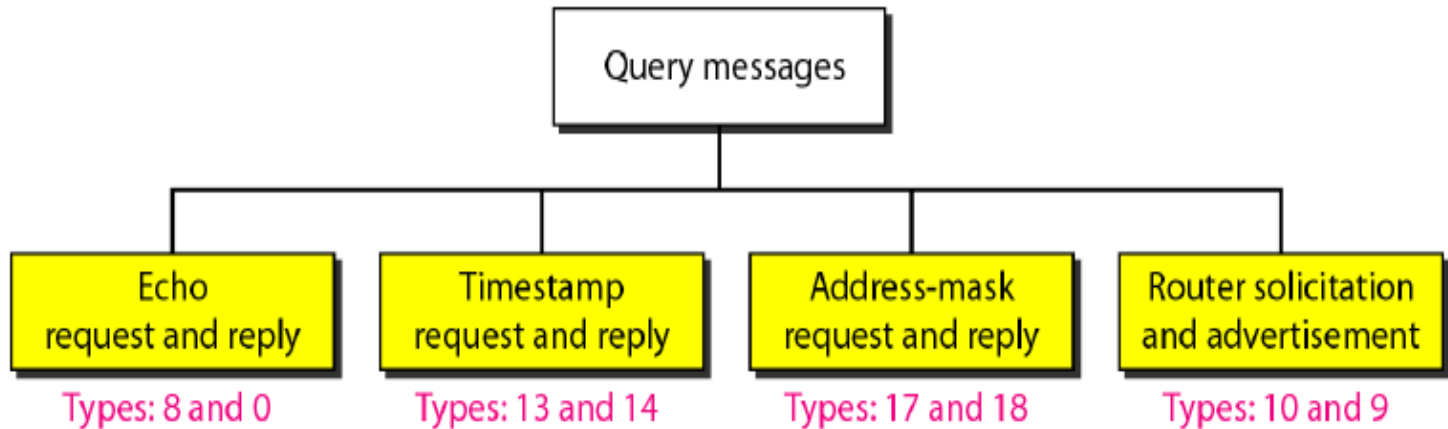 Query messages
Echo
request and reply
Timestamp
request and reply
Address-mask
request and reply
Router solicitation
and advertisement
Types: 8 and 0
Types: 13 and 14
Types: 17 and 18
Types: 10 and 9